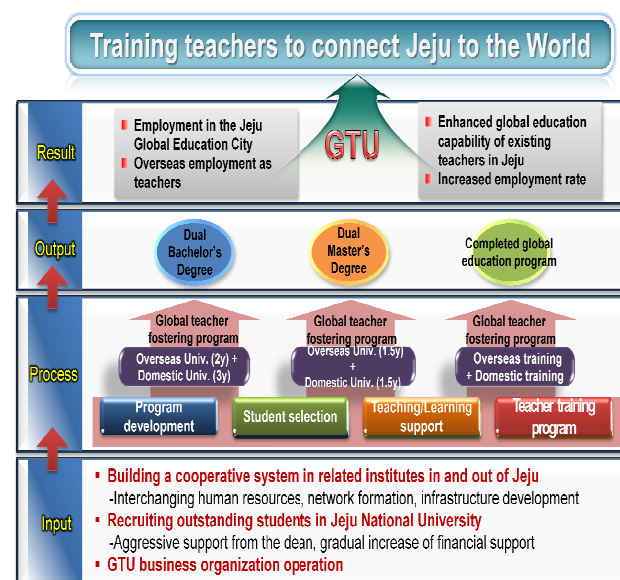 Training teachers to connect Jeju to the World
Result
▪ Employment in the Jeju
Global Education City
▪ Overseas employment as
teachers
GTU
▪ Enhanced global education
capability of existing
teachers in Jeju
▪ Increased employment rate
Output
Dual
Bachelor's
Degree
Dual
Master's
Degree
Completed global
education program
Process
Global teacher
fostering program
Overseas Univ. (2y) +
Domestic Univ. (3y)
Global teacher
fostering program
Overseas Univ. (1.5y)
+
Domestic Univ. (1.5y)
Global teacher
fostering program
Overseas training
+ Domestic training
Program
development
Student selection
Teaching/Learning
support
Teacher training
program
Input
▪ Building a cooperative system in related institutes in and out of Jeju
-Interchanging human resources, network formation, infrastructure development
▪ Recruiting outstanding students in Jeju National University
-Aggressive support from the dean, gradual increase of financial support
▪ GTU business organization operation